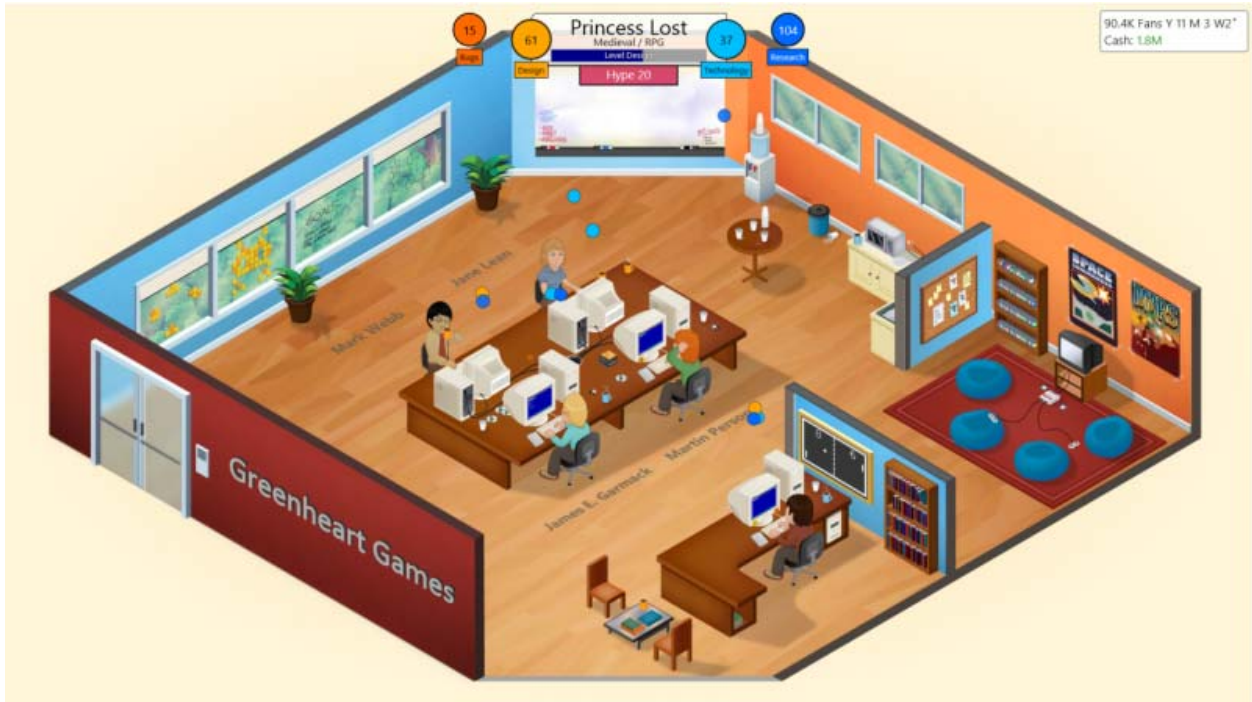 90.4K Fans Y 11 M 3 W2
Cash: 1.8M
15
Bugs
61
Design
Princess Lost
Medieval / RPG
Level Design
Hype 20
37
Technology
104
Research
Jane Lean
Mark Webb
SPACE
Martin Person
James E. Garmack
Greenheart Games